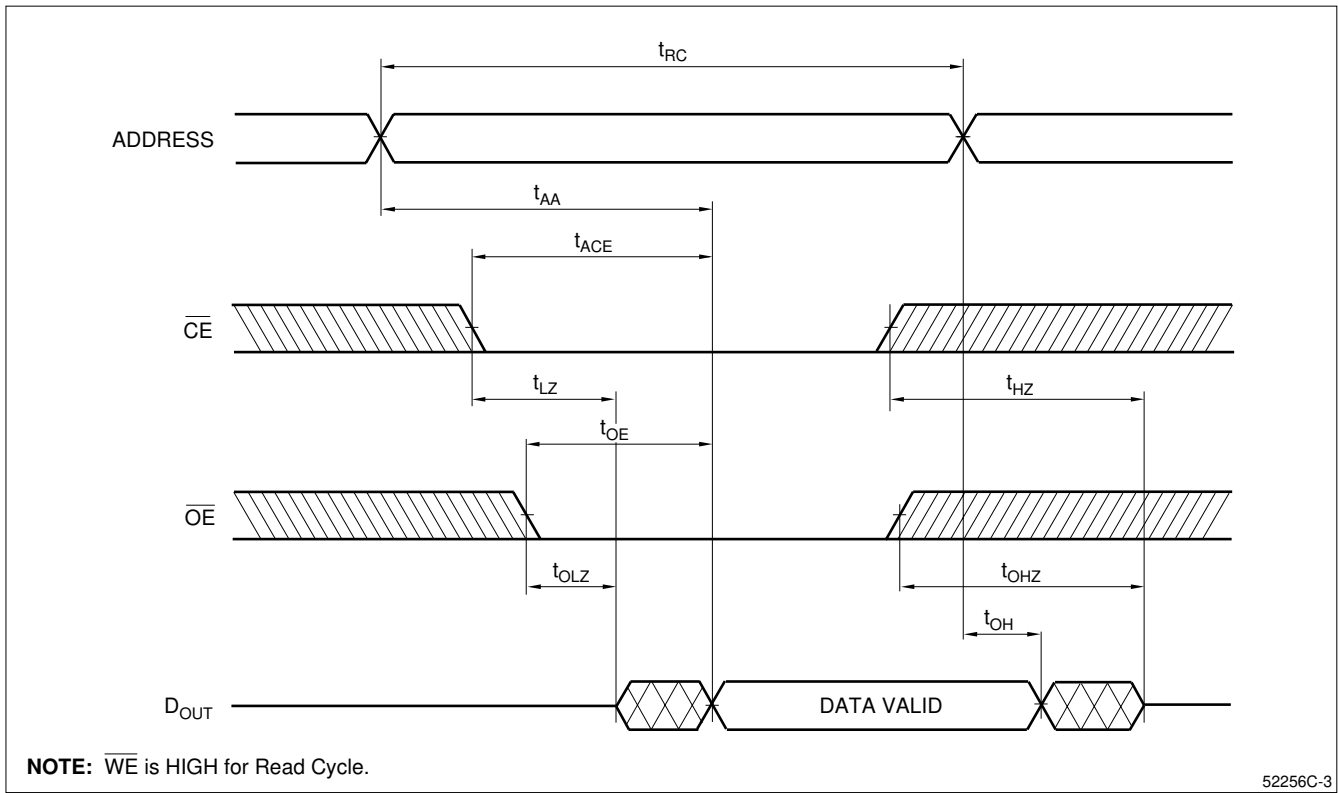 tRC
ADDRESS
tAA
tACE
CE
tLZ
tHZ
tOE
OE
tOLZ
tOHZ
tOH
DOUT
DATA VALID
NOTE: WE is HIGH for Read Cycle.
52256C-3